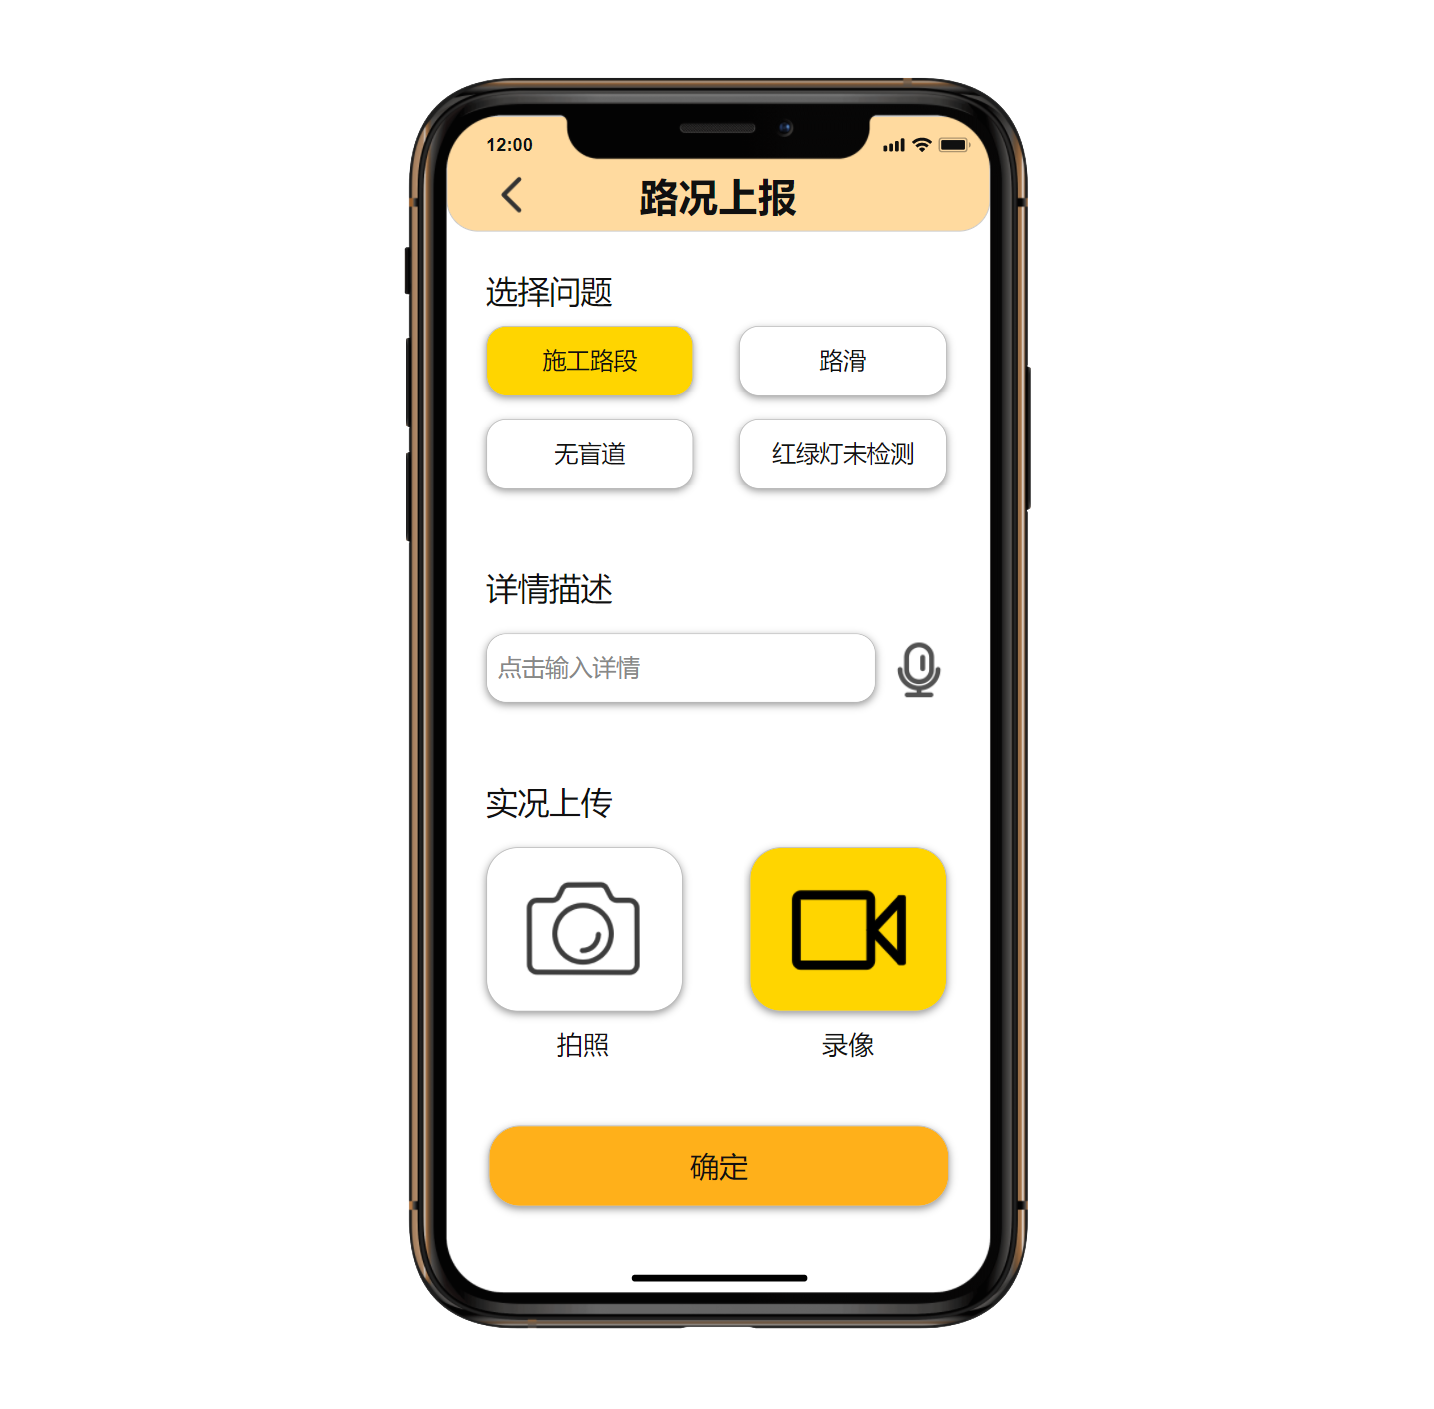 12:00
路况上报
选择问题
施工路段
路滑
无盲道
红绿灯未检测
详情描述
点击输入详情
实况上传
拍照
录像
确定